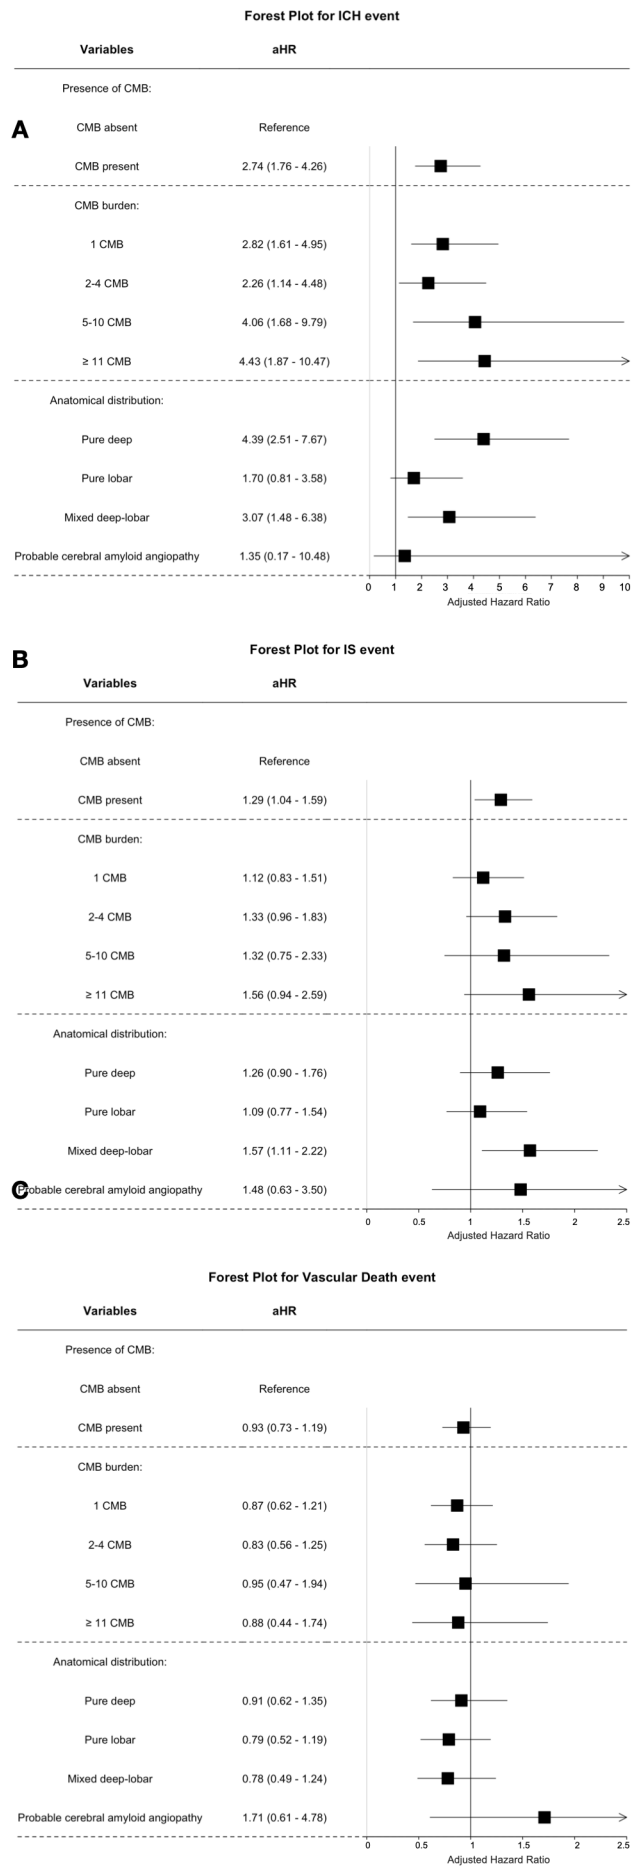 Forest Plot for ICH event
Variables aHR
Presence of CMB:
A
CMB absent Reference
CMB present 2.74 (1.76 - 4.26)
CMB burden:
1 CMB 2.82 (1.61 - 4.95)
2-4 CMB 2.26 (1.14 - 4.48)
5-10 CMB 4.06 (1.68 - 9.79)
≥ 11 CMB 4.43 (1.87 - 10.47)
Anatomical distribution:
Pure deep 4.39 (2.51 - 7.67)
Pure lobar 1.70 (0.81 - 3.58)
Mixed deep-lobar 3.07 (1.48 - 6.38)
Probable cerebral amyloid angiopathy 1.35 (0.17 - 10.48)
0 1 2 3 4 5 6 7 8 9 10
Adjusted Hazard Ratio
B
Forest Plot for IS event
Variables aHR
Presence of CMB:
CMB absent Reference
CMB present 1.29 (1.04 - 1.59)
CMB burden:
1 CMB 1.12 (0.83 - 1.51)
2-4 CMB 1.33 (0.96 - 1.83)
5-10 CMB 1.32 (0.75 - 2.33)
≥ 11 CMB 1.56 (0.94 - 2.59)
Anatomical distribution:
Pure deep 1.26 (0.90 - 1.76)
Pure lobar 1.09 (0.77 - 1.54)
Mixed deep-lobar 1.57 (1.11 - 2.22)
C
Probable cerebral amyloid angiopathy 1.48 (0.63 - 3.50)
0 0.5 1 1.5 2 2.5
Adjusted Hazard Ratio
Forest Plot for Vascular Death event
Variables aHR
Presence of CMB:
CMB absent Reference
CMB present 0.93 (0.73 - 1.19)
CMB burden:
1 CMB 0.87 (0.62 - 1.21)
2-4 CMB 0.83 (0.56 - 1.25)
5-10 CMB 0.95 (0.47 - 1.94)
≥ 11 CMB 0.88 (0.44 - 1.74)
Anatomical distribution:
Pure deep 0.91 (0.62 - 1.35)
Pure lobar 0.79 (0.52 - 1.19)
Mixed deep-lobar 0.78 (0.49 - 1.24)
Probable cerebral amyloid angiopathy 1.71 (0.61 - 4.78)
0 0.5 1 1.5 2 2.5
Adjusted Hazard Ratio